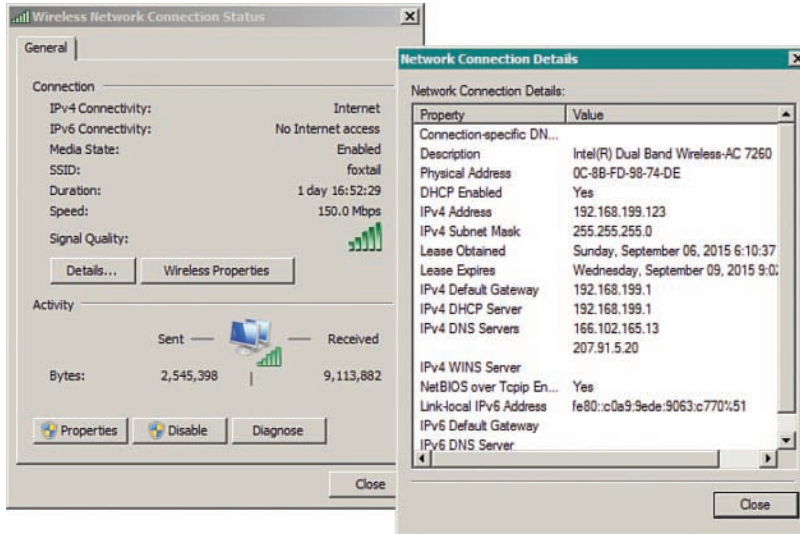 Wireless Network Connection Status
General
Connection
IPv4 Connectivity: Internet
IPv6 Connectivity: No Internet access
Media State: Enabled
SSID: foxtail
Duration: 1 day 16:52:29
Speed: 150.0 Mbps
Signal Quality:
Details... Wireless Properties
Activity
Sent Received
Bytes: 2,545,398 9,113,882
Properties Disable Diagnose
Close
Network Connection Details
Network Connection Details:
Property Value
Connection-specific DN...
Description Intel(R) Dual Band Wireless-AC 7260
Physical Address 0C-8B-FD-98-74-DE
DHCP Enabled Yes
IPv4 Address 192.168.199.123
IPv4 Subnet Mask 255.255.255.0
Lease Obtained Sunday, September 06, 2015 6:10:37
Lease Expires Wednesday, September 09, 2015 9:02
IPv4 Default Gateway 192.168.199.1
IPv4 DHCP Server 192.168.199.1
IPv4 DNS Servers 166.102.165.13
207.91.5.20
IPv4 WINS Server
NetBIOS over Tcpip En... Yes
Link-local IPv6 Address fe80::c0a9:9ede:9063:c770%51
IPv6 Default Gateway
IPv6 DNS Server
Close